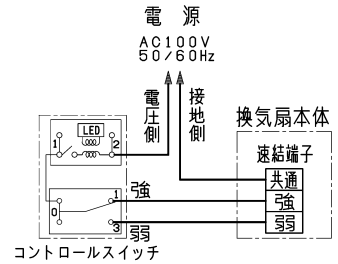 電源
AC100V
50/60Hz
電圧側
接地側
換気扇本体
速結端子
共通
強
弱
LED
1
2
0
1
3
強
弱
コントロールスイッチ